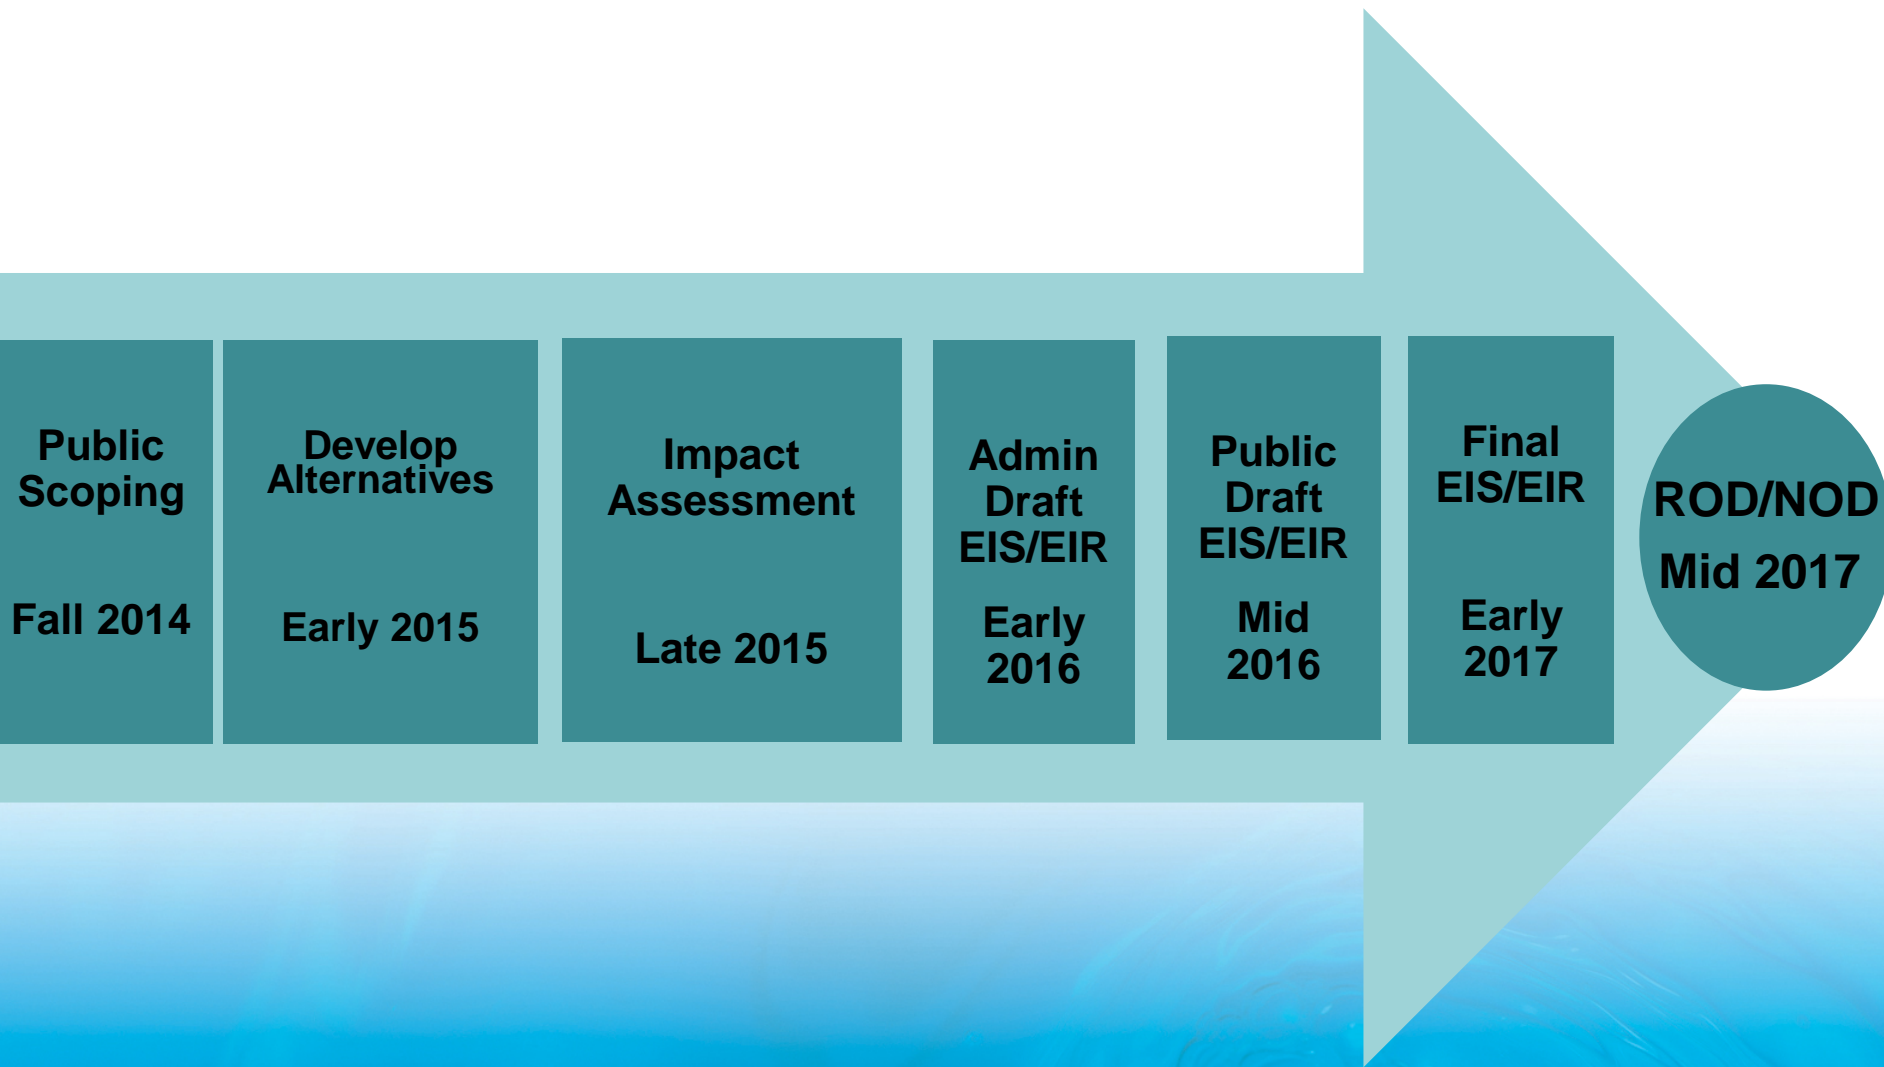 Public
Scoping
Fall 2014
Develop
Alternatives
Early 2015
Impact
Assessment
Late 2015
Admin
Draft
EIS/EIR
Early
2016
Public
Draft
EIS/EIR
Mid
2016
Final
EIS/EIR
Early
2017
ROD/NOD
Mid 2017